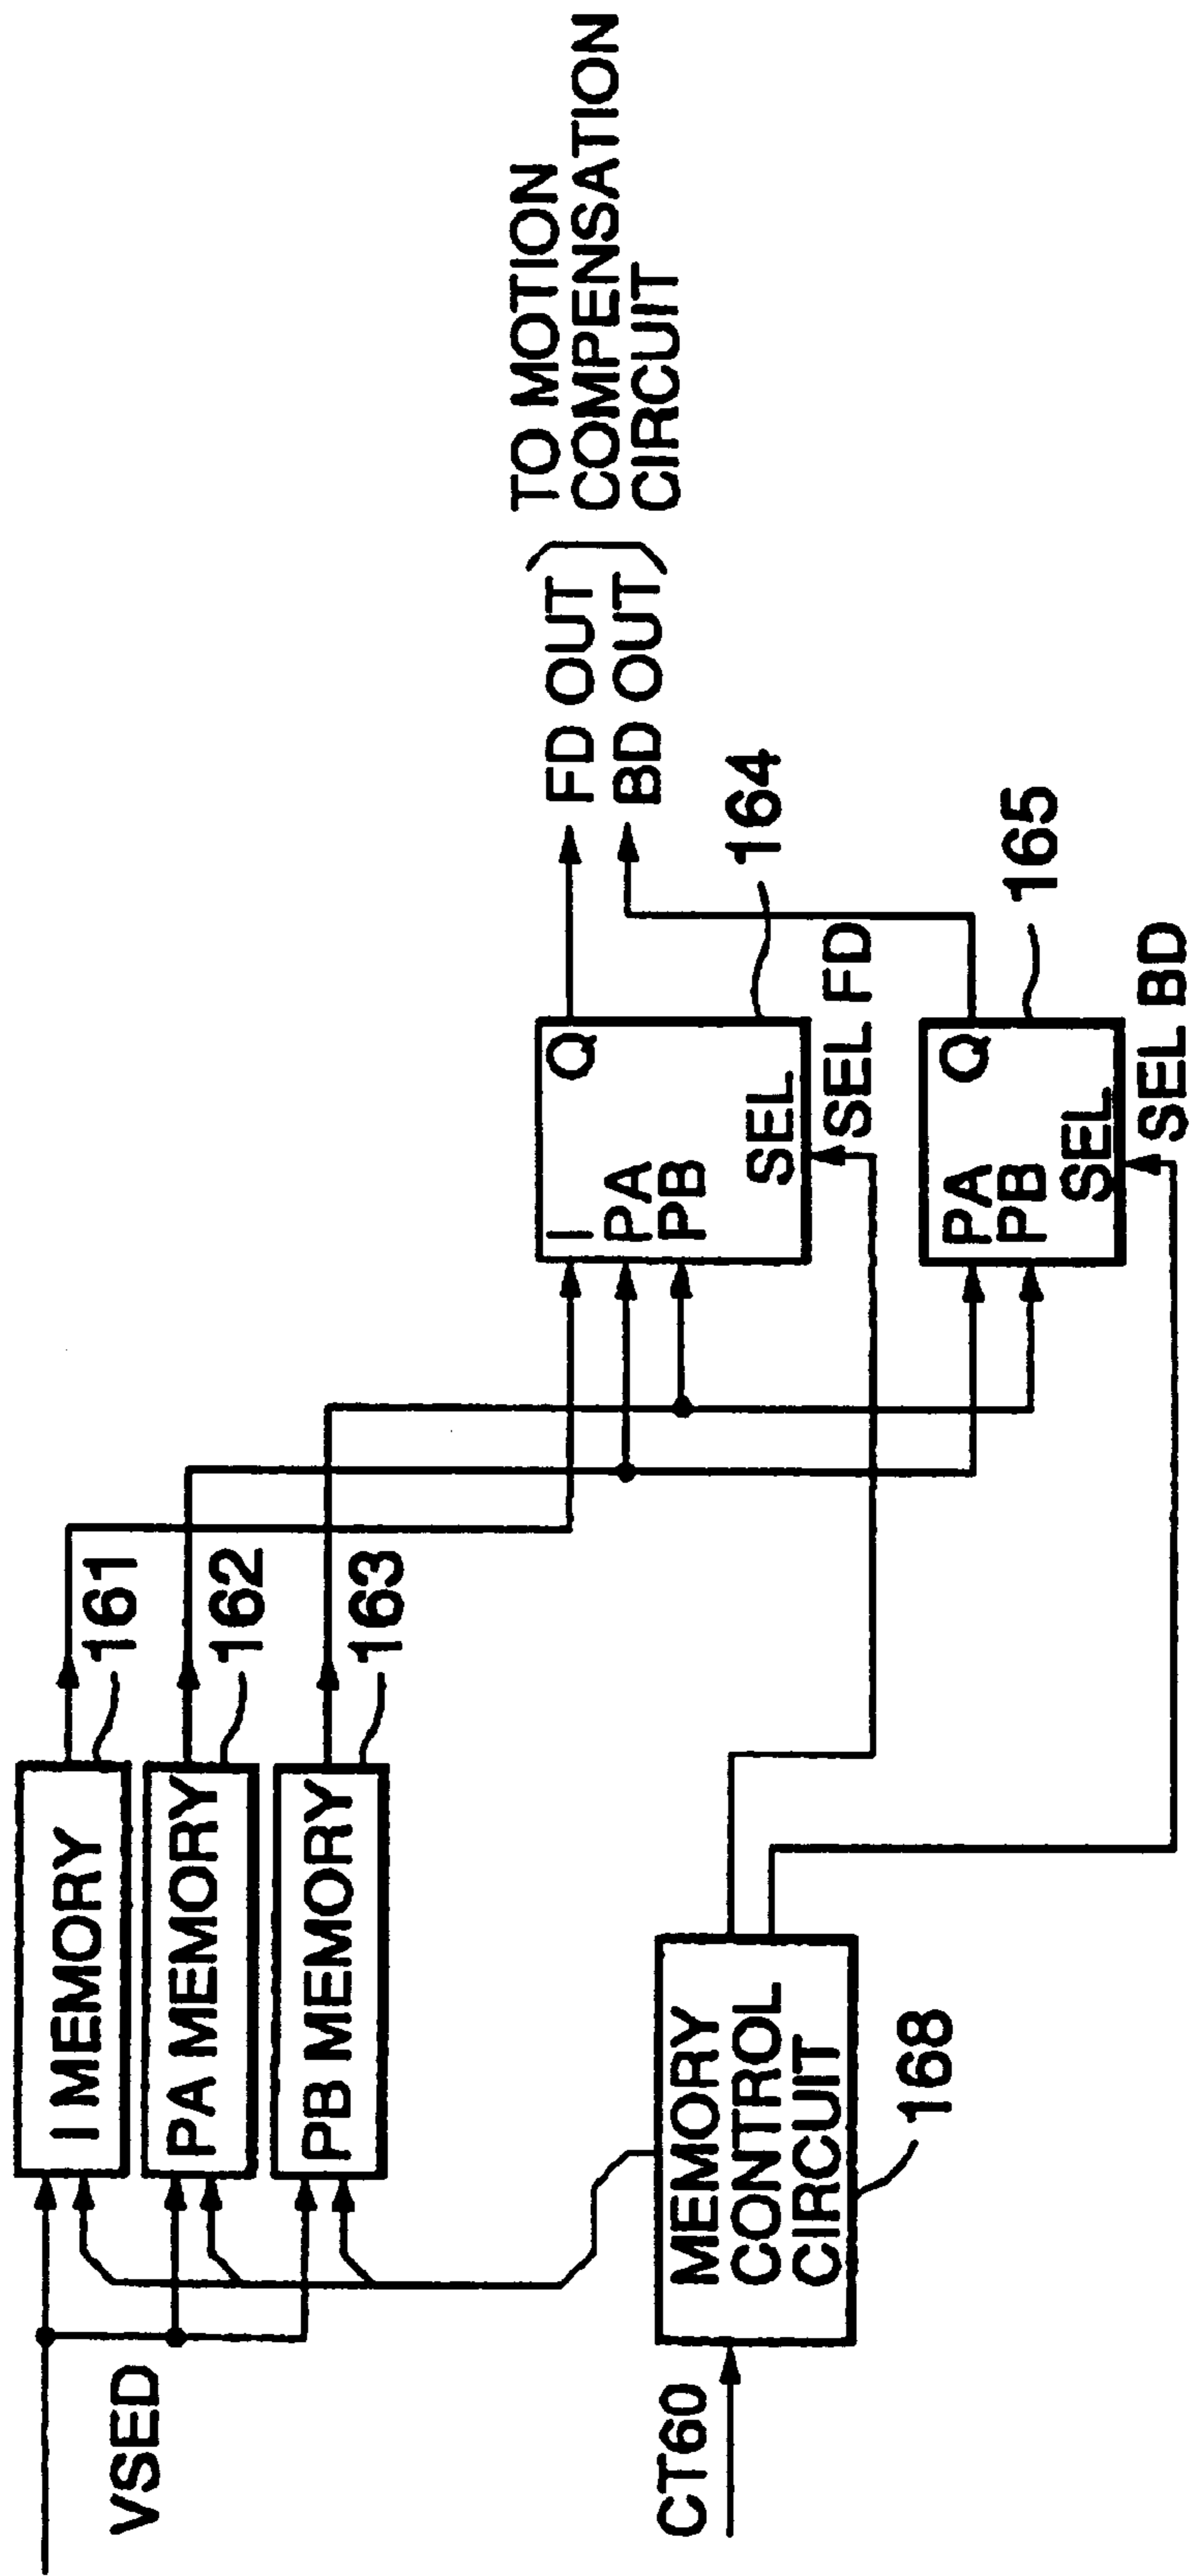 VSED
I MEMORY
161
PA MEMORY
162
PB MEMORY
163
CT60
MEMORY
CONTROL
CIRCUIT
168
I
PA
PB
Q
SEL
SEL FD
164
PA
PB
Q
SEL
SEL BD
165
FD OUT
BD OUT
TO MOTION
COMPENSATION
CIRCUIT